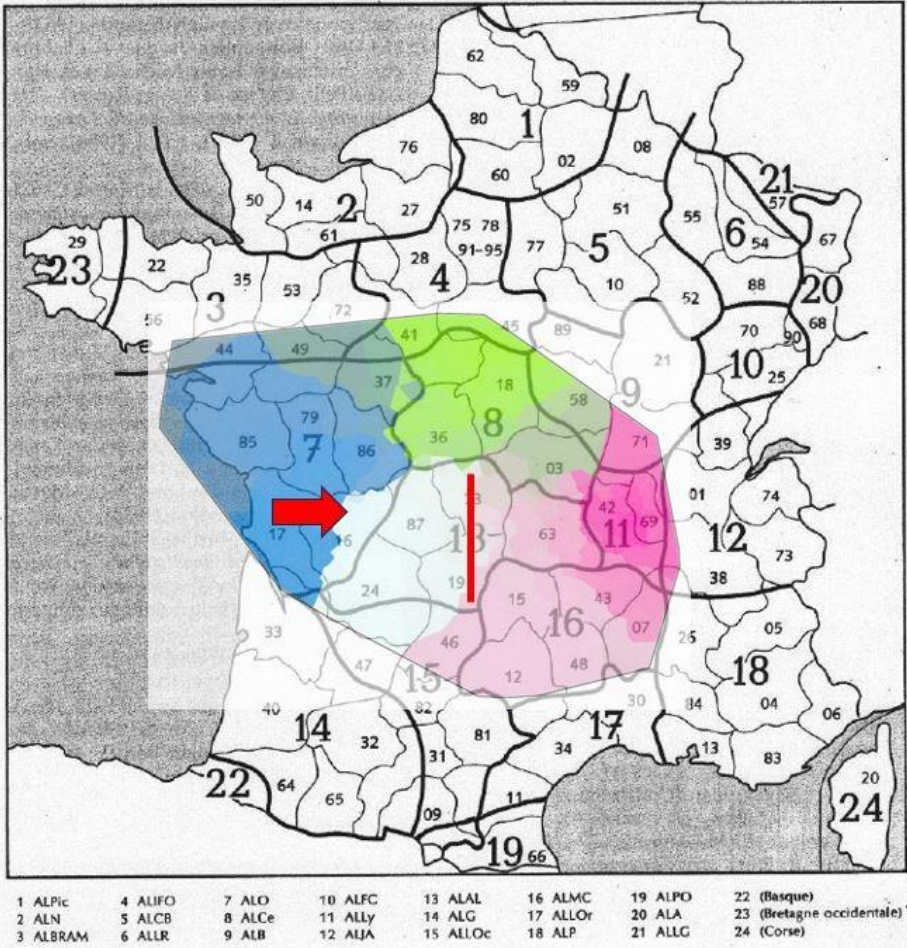 62
59
80 1
76 60 02 08
21
50 14 2 27 57
51 55
61 75 78 6 54 67
29 22 28 91-95 77 5
23 35 53 4 10 88 20
3 72 52
56 41 45 89 70 90 68
44 49 21 10 25
37 18 58 9
79 36 8 71 39
85 7 86 03
01 74
17 87 13 63 42 69 11 12 73
16
24 19 15 43 38
33 46 16 07 26 05
47 15 12 48 18
40 82 30 84 04 06
14 32 31 81 34 17 13 83
22 64 65 09 11 20
19 66 24
1 ALPic 4 ALIFO 7 ALO 10 ALFC 13 ALAL 16 ALMC 19 ALPO 22 (Basque)
2 ALN 5 ALCB 8 ALCe 11 ALLy 14 ALG 17 ALLOr 20 ALA 23 (Bretagne occidentale)
3 ALBRAM 6 ALLR 9 ALB 12 ALJA 15 ALLOc 18 ALP 21 ALLG 24 (Corse)